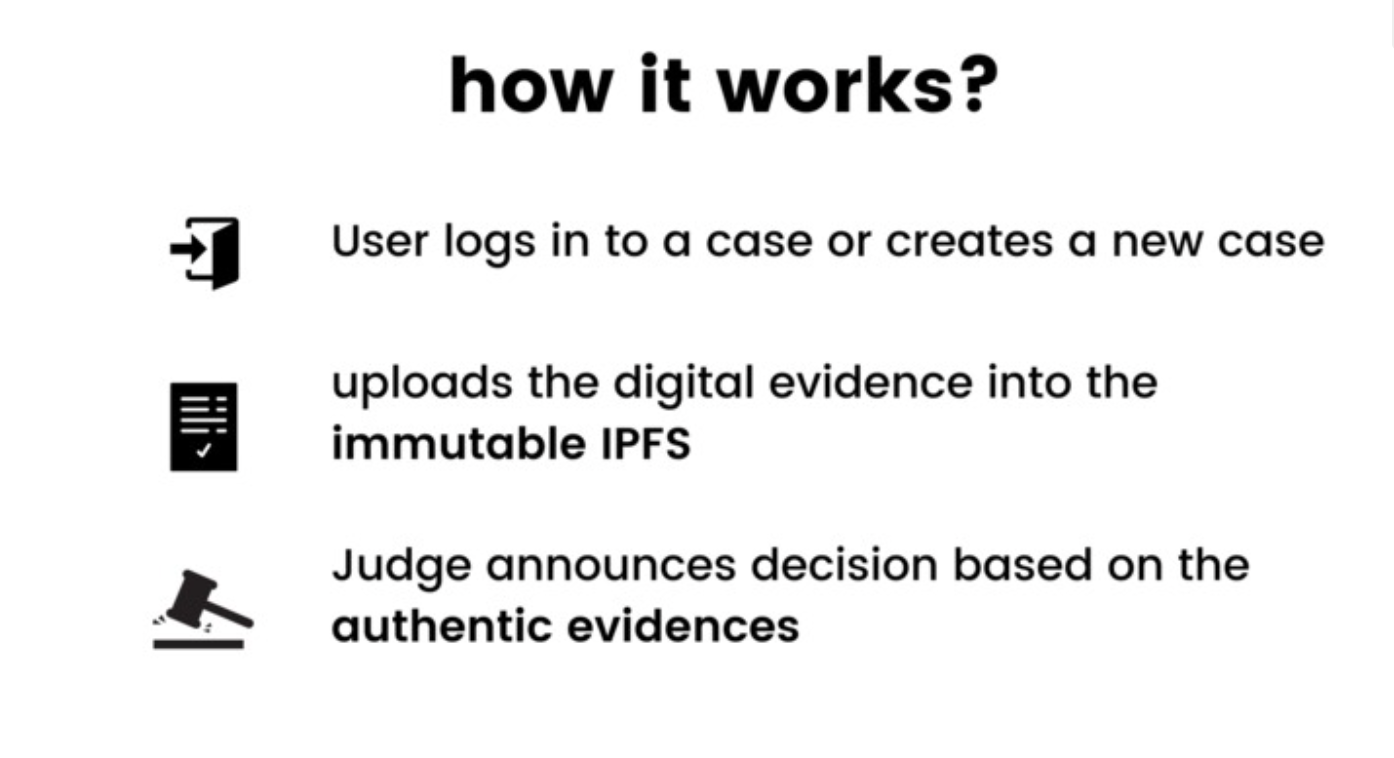 how it works?
User logs in to a case or creates a new case
uploads the digital evidence into the
immutable IPFS
Judge announces decision based on the
authentic evidences